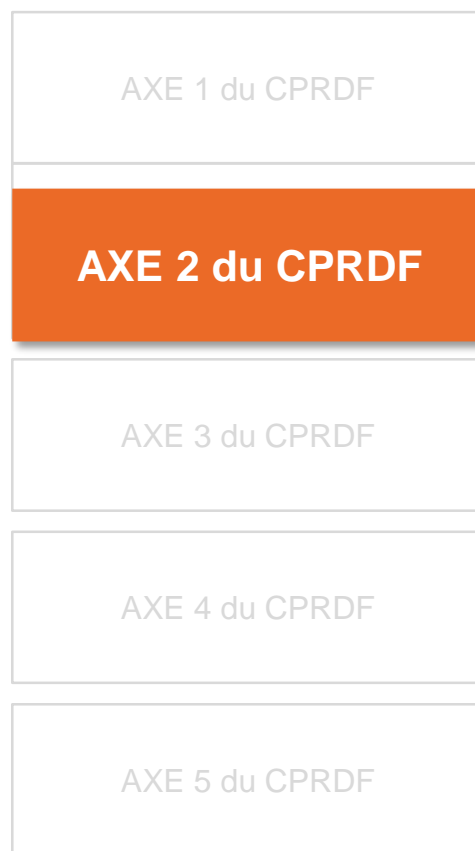 AXE 1 du CPRDF
AXE 2 du CPRDF
AXE 3 du CPRDF
AXE 4 du CPRDF
AXE 5 du CPRDF